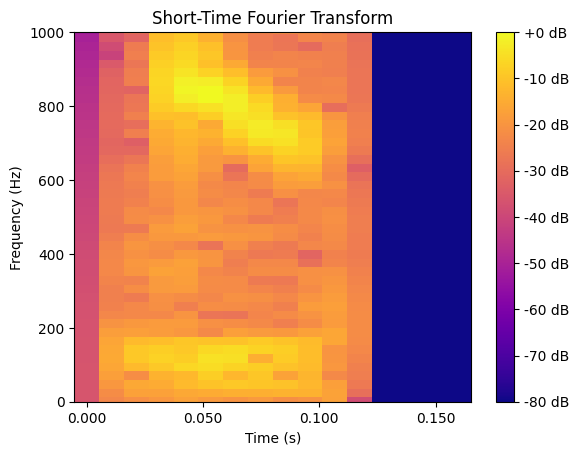 Short-Time Fourier Transform
1000
800
600
400
200
0
Frequency (Hz)
0.000
0.050
0.100
0.150
Time (s)
+0 dB
-10 dB
-20 dB
-30 dB
-40 dB
-50 dB
-60 dB
-70 dB
-80 dB